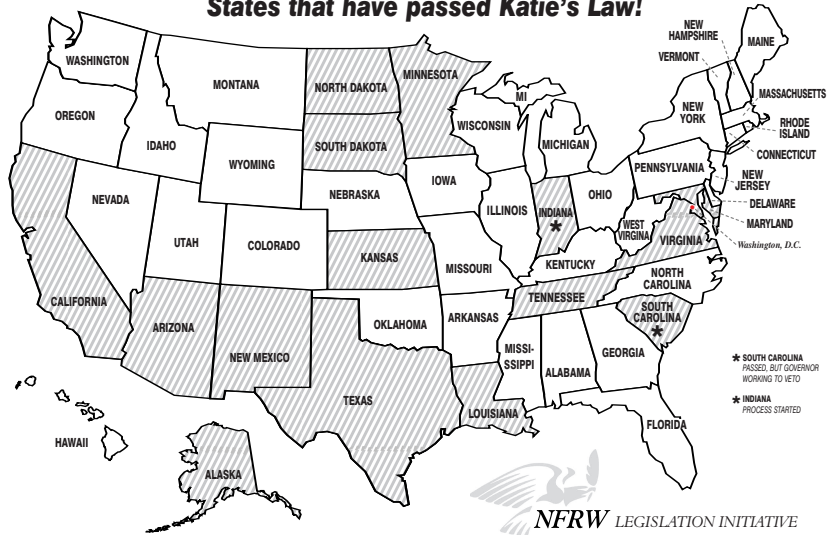 States that have passed Katie's Law!
NEW
HAMPSHIRE
VERMONT
MAINE
WASHINGTON
MONTANA
NORTH DAKOTA
MINNESOTA
MI
MASSACHUSETTS
OREGON
IDAHO
WYOMING
SOUTH DAKOTA
WISCONSIN
MICHIGAN
NEW
YORK
RHODE
ISLAND
CONNECTICUT
NEVADA
UTAH
COLORADO
NEBRASKA
IOWA
ILLINOIS
INDIANA
*
OHIO
PENNSYLVANIA
NEW
JERSEY
DELAWARE
MARYLAND
Washington, D.C.
WEST
VIRGINA
VIRGINIA
CALIFORNIA
ARIZONA
NEW MEXICO
KANSAS
MISSOURI
KENTUCKY
TENNESSEE
NORTH
CAROLINA
OKLAHOMA
ARKANSAS
SOUTH
CAROLINA
*
TEXAS
LOUISIANA
MISSI-
SSIPPI
ALABAMA
GEORGIA
FLORIDA
HAWAII
ALASKA
* SOUTH CAROLINA
PASSED, BUT GOVERNOR
WORKING TO VETO
* INDIANA
PROCESS STARTED
NFRW LEGISLATION INITIATIVE